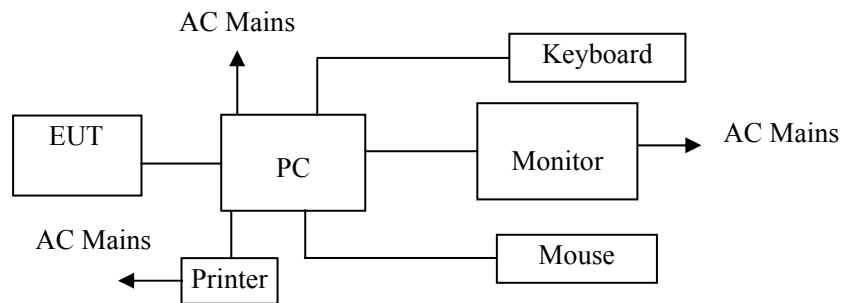 AC Mains
Keyboard
EUT
PC
Monitor
AC Mains
AC Mains
Printer
Mouse